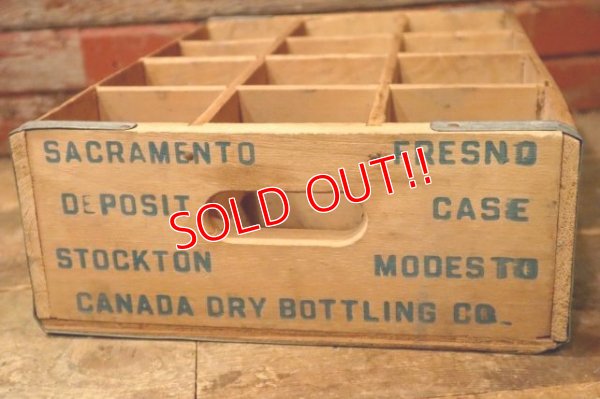 SACRAMENTO FRESNO
DEPOSIT CASE
SOLD OUT!!
STOCKTON MODESTO
CANADA DRY BOTTLING CO.